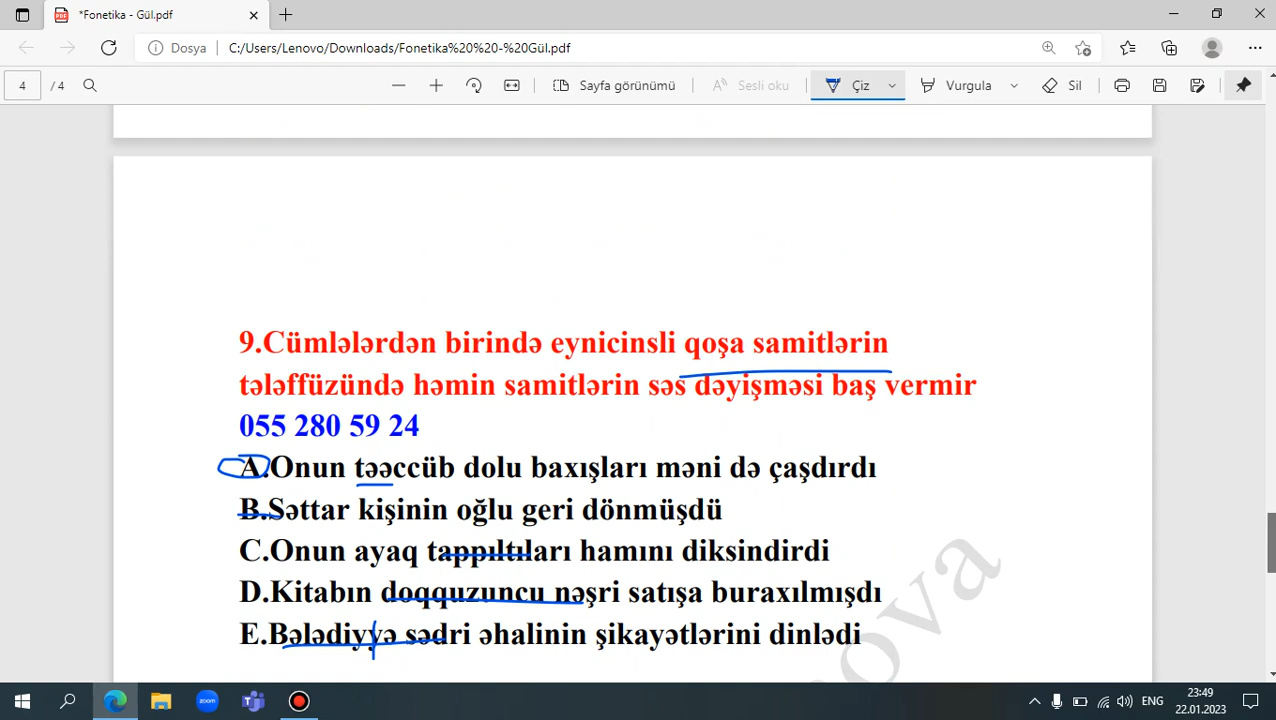 *Fonetika - Gül.pdf
Dosya C:/Users/Lenovo/Downloads/Fonetika%20%20-%20Gül.pdf
4 / 4 Sayfa görünümü Sesli oku Çiz Vurgula Sil
9.Cümlələrdən birində eynicinsli qoşa samitlərin
tələffüzündə həmin samitlərin səs dəyişməsi baş vermir
055 280 59 24
A.Onun təəccüb dolu baxışları məni də çaşdırdı
B.Səttar kişinin oğlu geri dönmüşdü
C.Onun ayaq tappıltıları hamını diksindirdi
D.Kitabın doqquzuncu nəşri satışa buraxılmışdı
E.Bələdiyyə sədri əhalinin şikayətlərini dinlədi
ova
zoom
ENG 23:49
22.01.2023